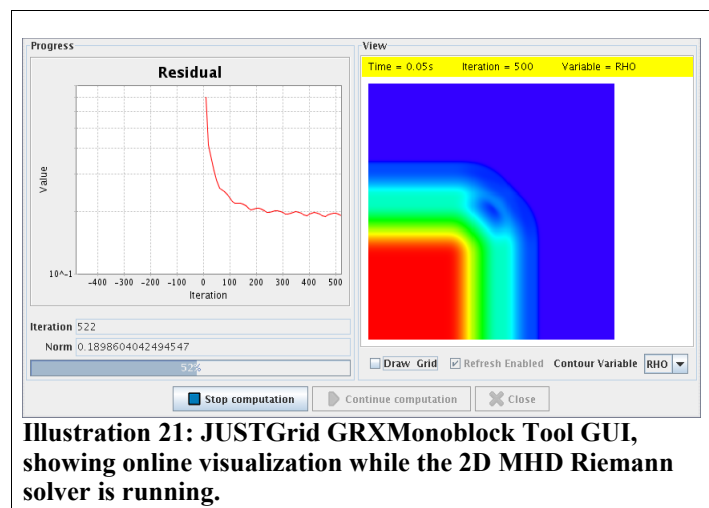 Progress
Residual
Value
10^-1
-400 -300 -200 -100 0 100 200 300 400 500
Iteration
Iteration 522
Norm 0.1898604042494547
52%
View
Time = 0.05s Iteration = 500 Variable = RHO
Draw Grid Refresh Enabled Contour Variable RHO
Stop computation Continue computation Close
Illustration 21: JUSTGrid GRXMonoblock Tool GUI,
showing online visualization while the 2D MHD Riemann
solver is running.